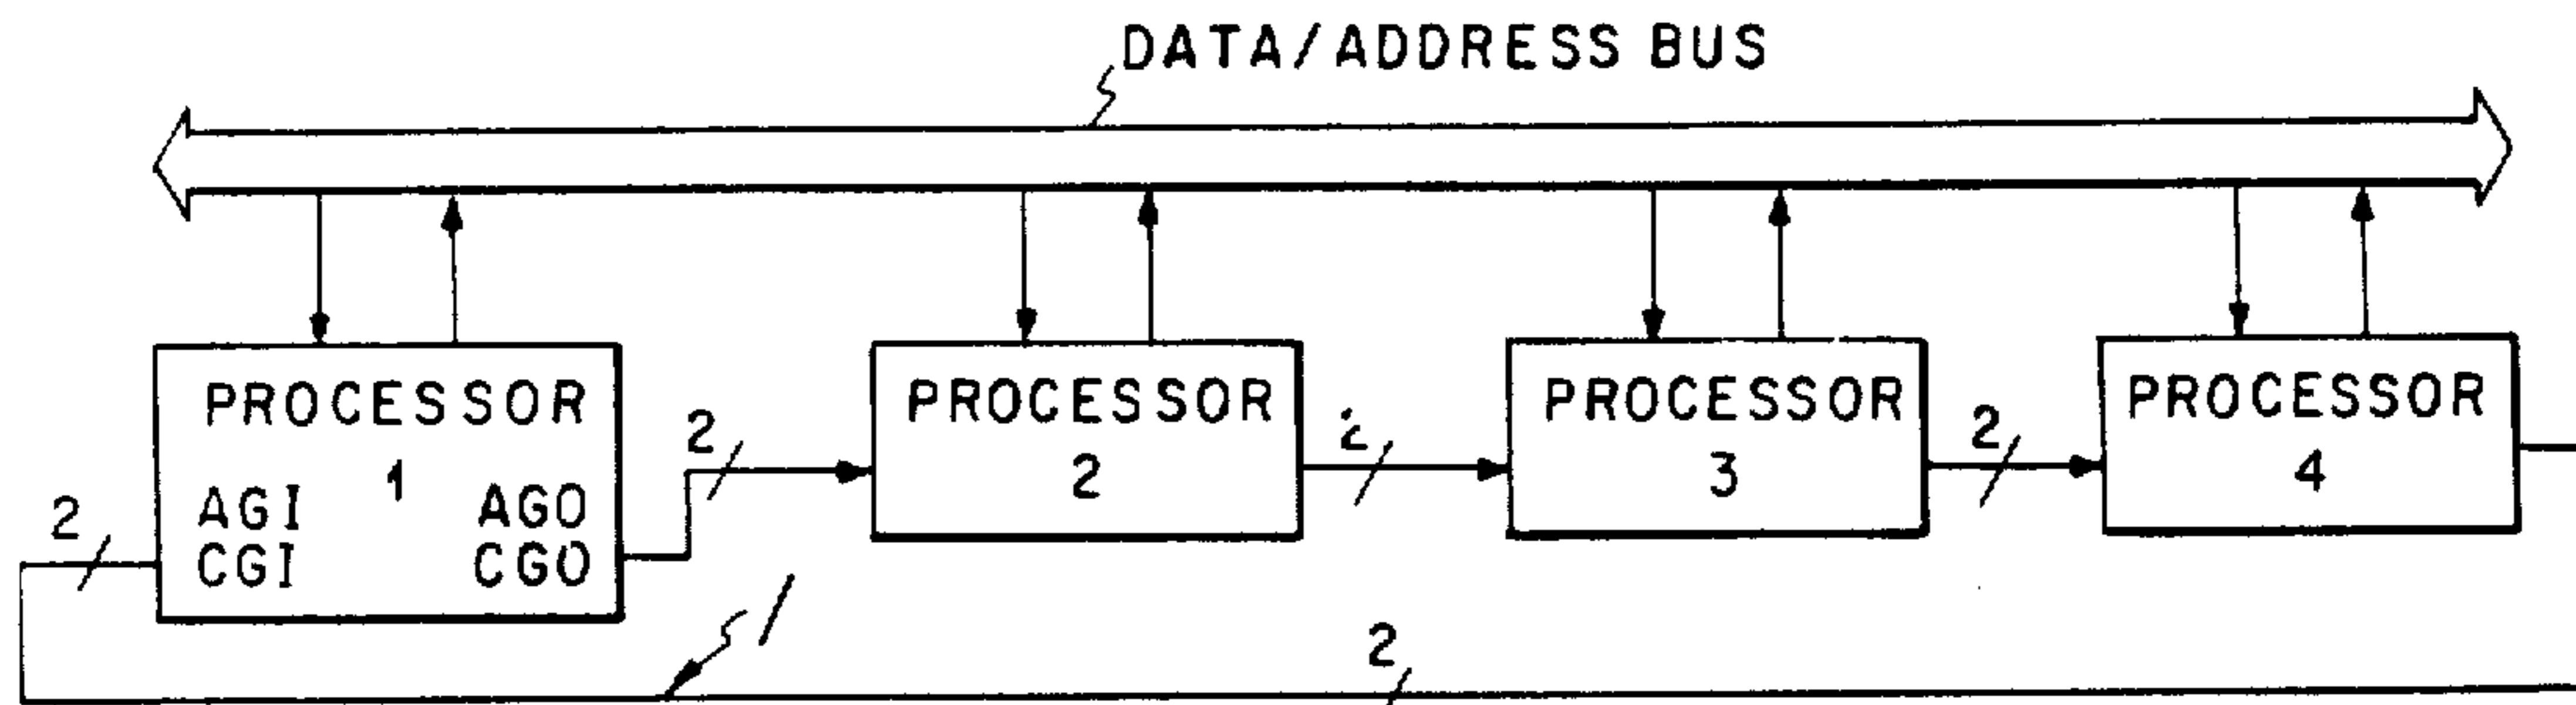 DATA/ADDRESS BUS
PROCESSOR
1
AGI AGO
CGI CGO
2
2
PROCESSOR
2
2
PROCESSOR
3
2
PROCESSOR
4
1
2